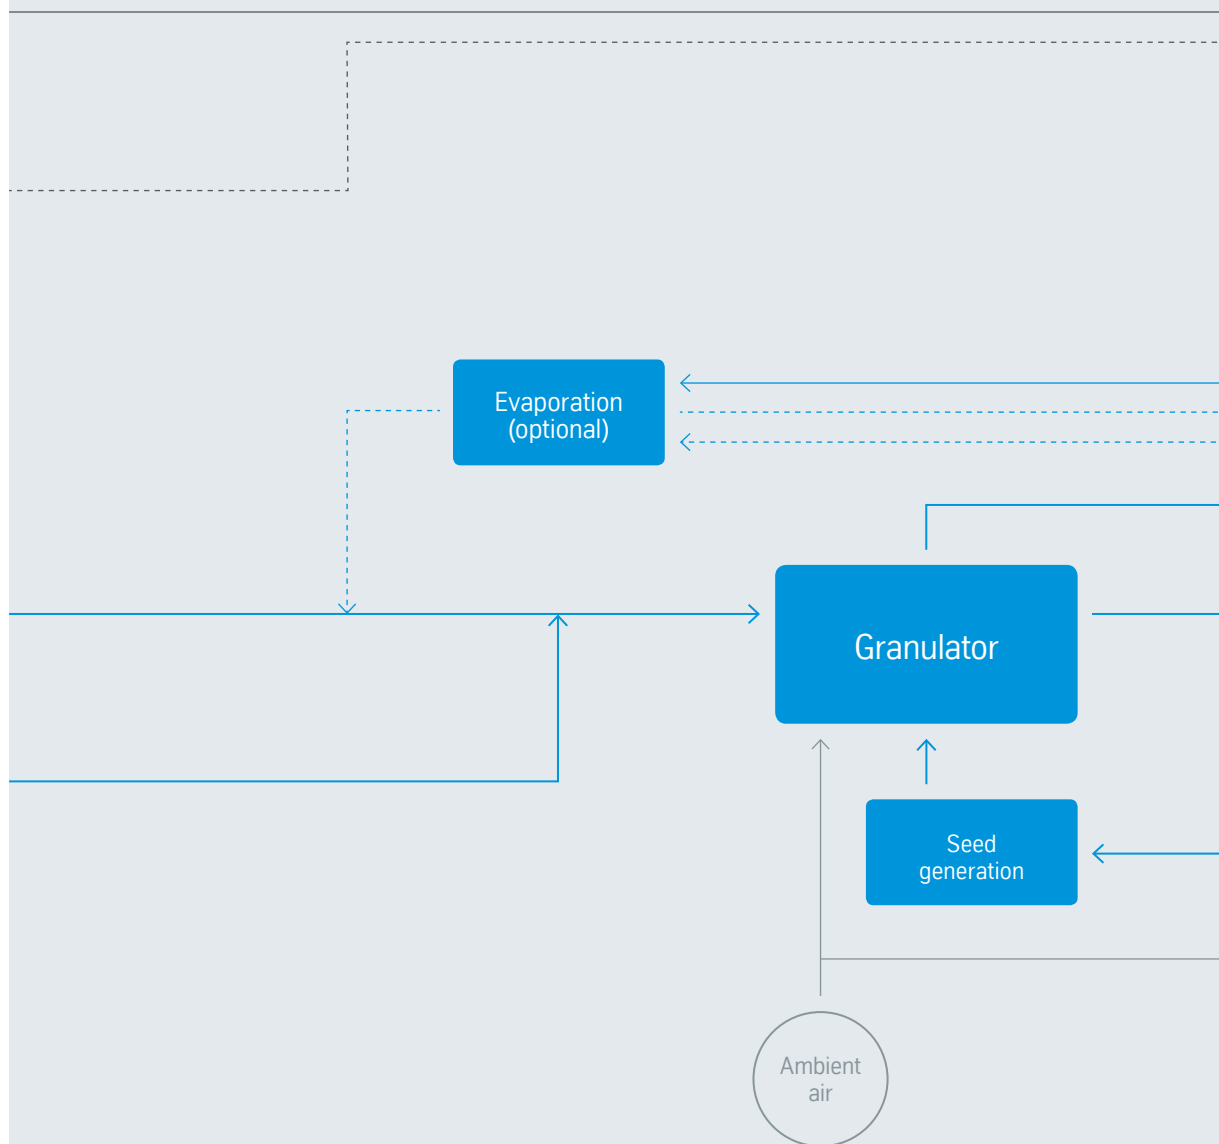 Evaporation
(optional)
Granulator
Seed
generation
Ambient
air